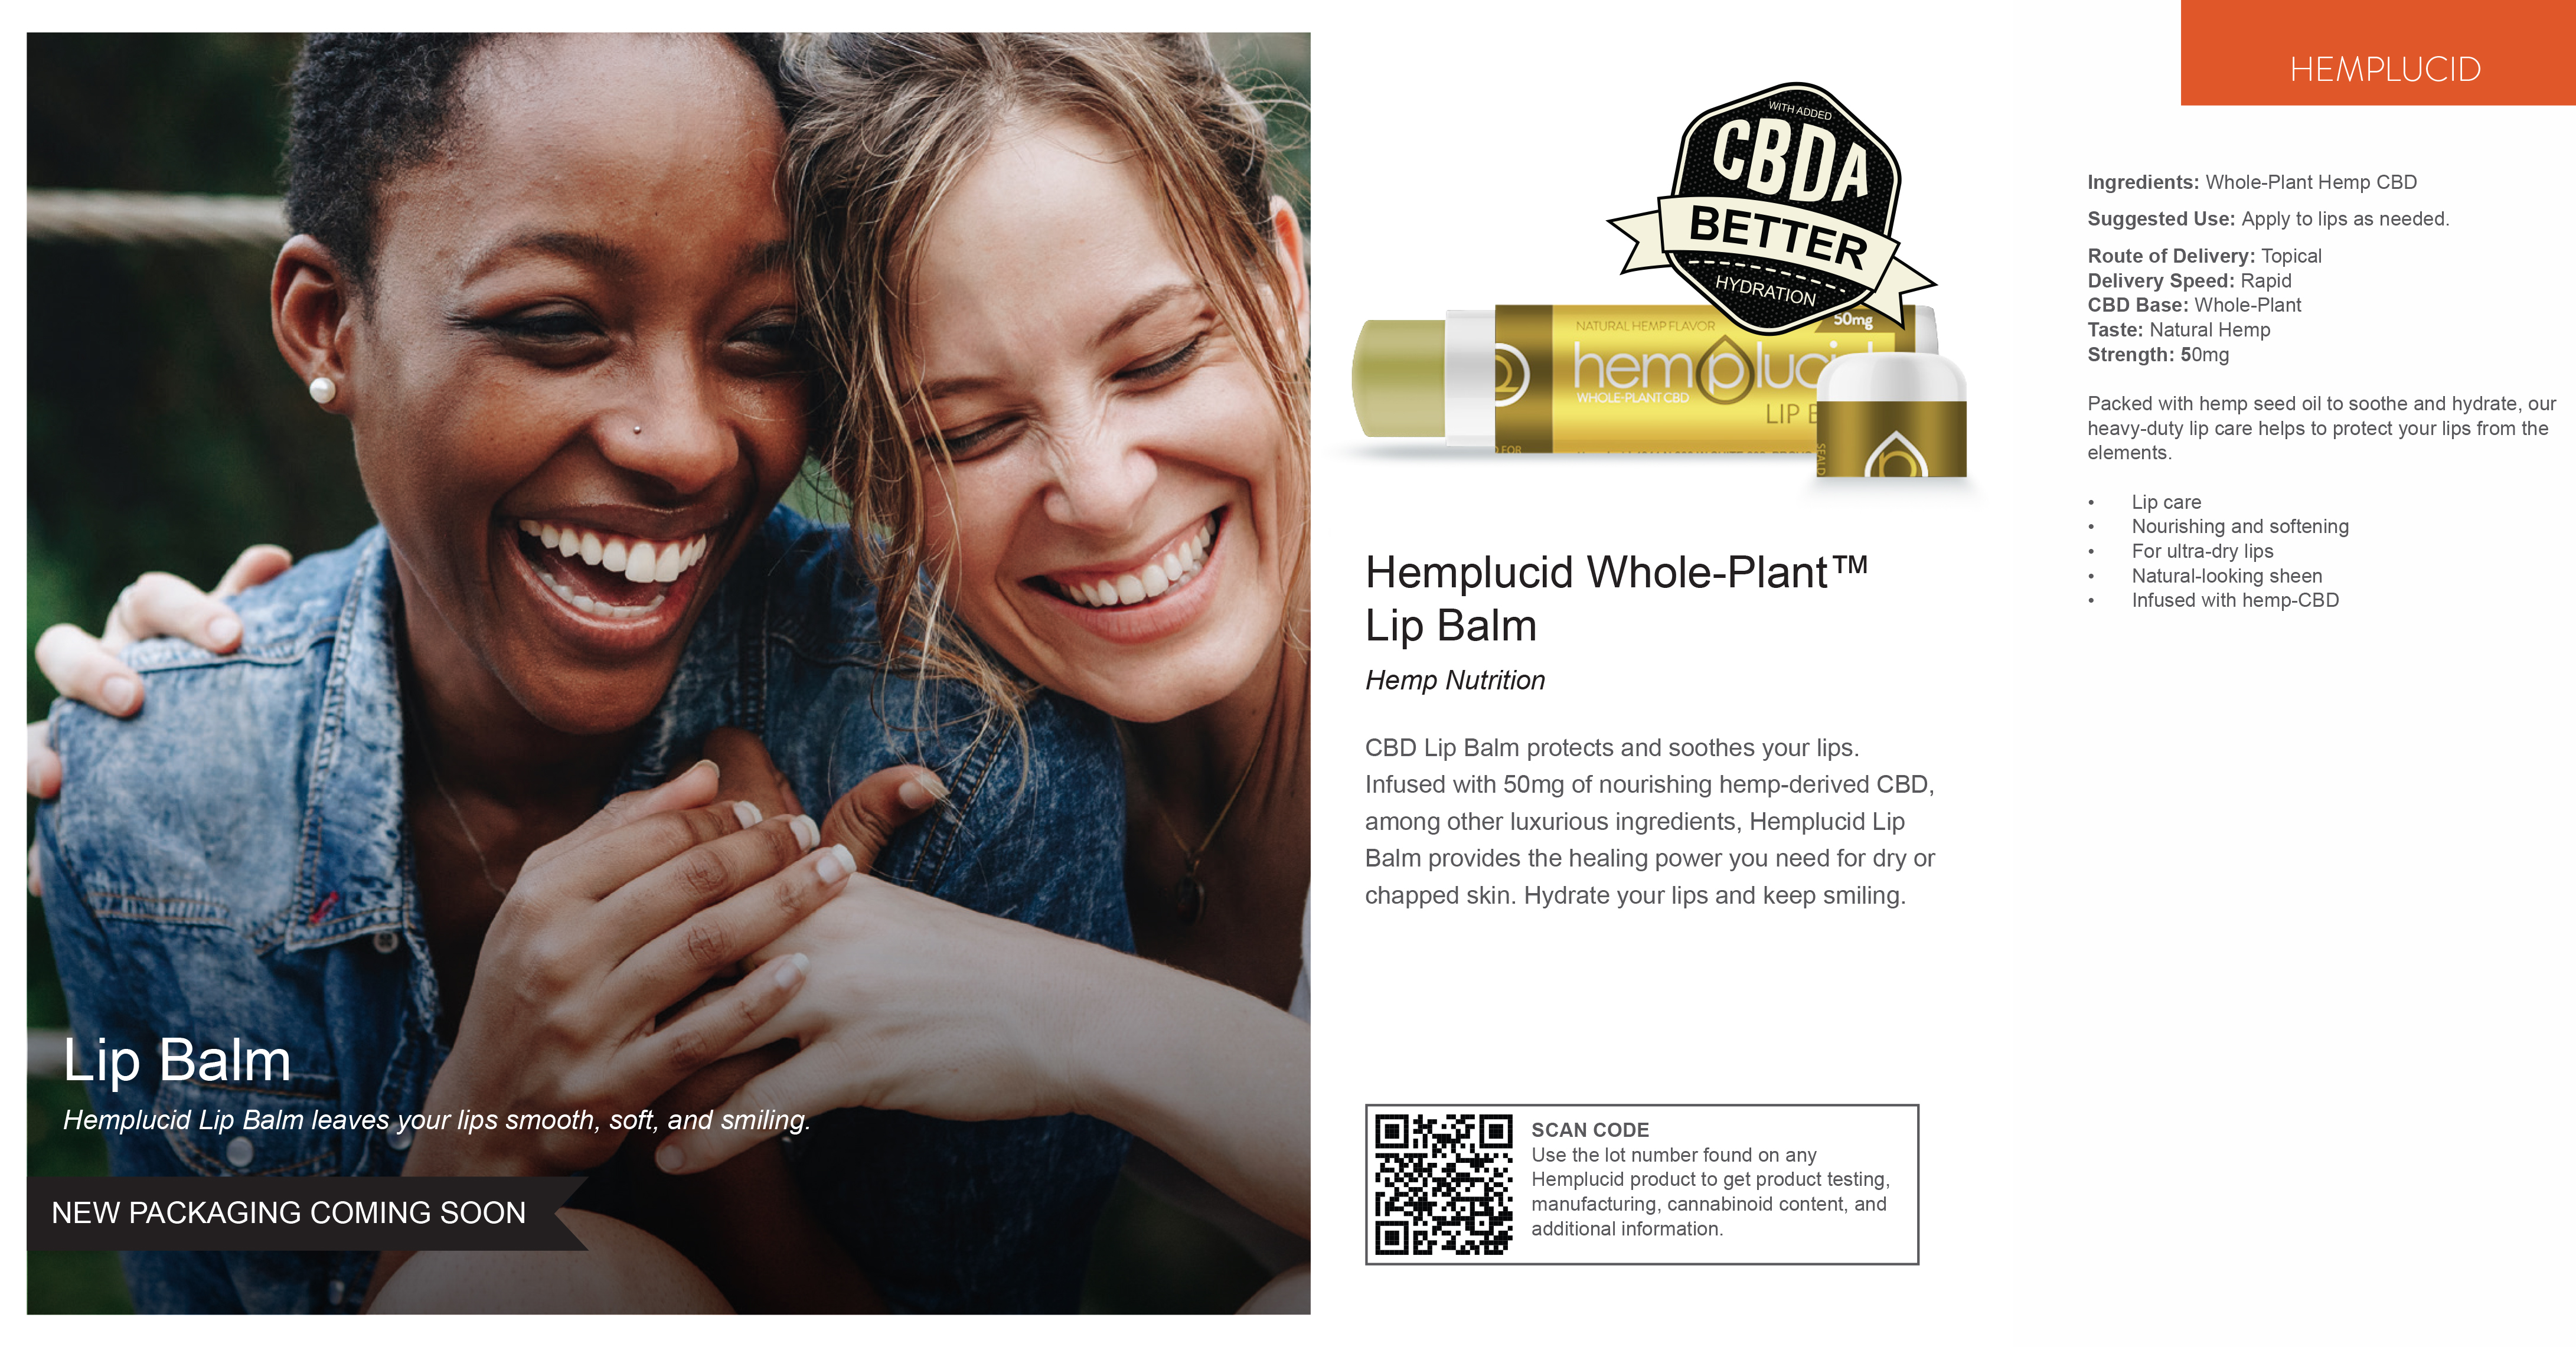 Lip Balm
Hemplucid Lip Balm leaves your lips smooth, soft, and smiling.
NEW PACKAGING COMING SOON
WITH ADDED
CBDA
BETTER
HYDRATION
NATURAL HEMP FLAVOR
50mg
WHOLE-PLANT CBD
LIP
FOR
Hemplucid Whole-Plant™
Lip Balm
Hemp Nutrition
CBD Lip Balm protects and soothes your lips.
Infused with 50mg of nourishing hemp-derived CBD,
among other luxurious ingredients, Hemplucid Lip
Balm provides the healing power you need for dry or
chapped skin. Hydrate your lips and keep smiling.
SCAN CODE
Use the lot number found on any
Hemplucid product to get product testing,
manufacturing, cannabinoid content, and
additional information.
HEMPLUCID
Ingredients: Whole-Plant Hemp CBD
Suggested Use: Apply to lips as needed.
Route of Delivery: Topical
Delivery Speed: Rapid
CBD Base: Whole-Plant
Taste: Natural Hemp
Strength: 50mg
Packed with hemp seed oil to soothe and hydrate, our
heavy-duty lip care helps to protect your lips from the
elements.
• Lip care
• Nourishing and softening
• For ultra-dry lips
• Natural-looking sheen
• Infused with hemp-CBD